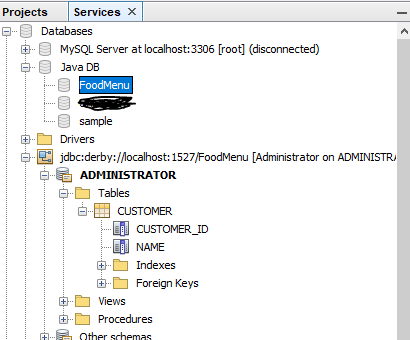 Projects Services ×
Databases
MySQL Server at localhost:3306 [root] (disconnected)
Java DB
FoodMenu
sample
Drivers
jdbc:derby://localhost:1527/FoodMenu [Administrator on ADMINISTRA
ADMINISTRATOR
Tables
CUSTOMER
CUSTOMER_ID
NAME
Indexes
Foreign Keys
Views
Procedures
Other schemas